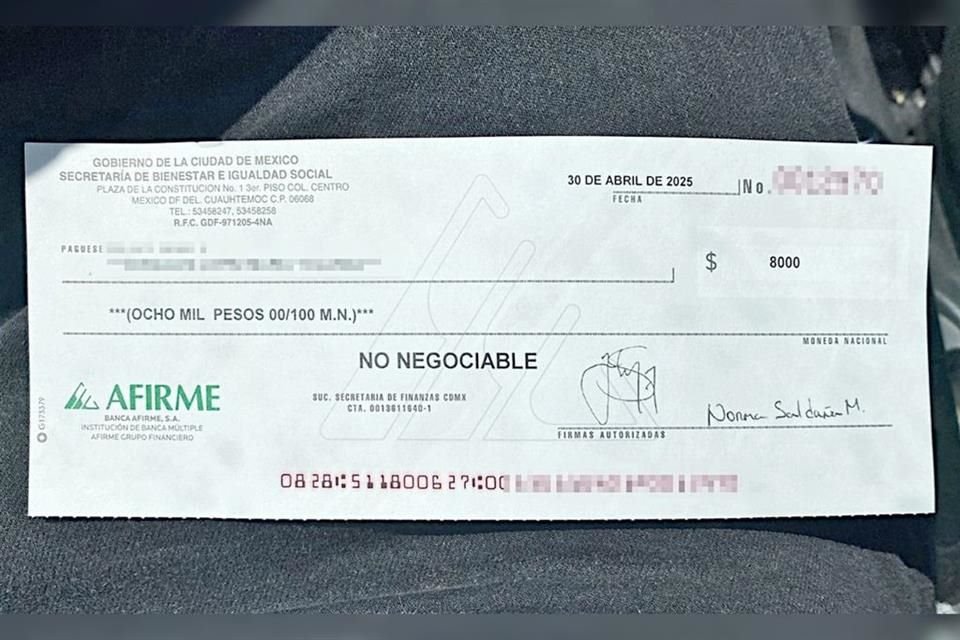 GOBIERNO DE LA CIUDAD DE MEXICO
SECRETARÍA DE BIENESTAR E IGUALDAD SOCIAL
PLAZA DE LA CONSTITUCION No. 1 3er. PISO COL. CENTRO
MEXICO DF DEL. CUAUHTEMOC C.P. 06068
TEL.: 53458247, 53458258
R.F.C. GDF-971205-4NA
30 DE ABRIL DE 2025
FECHA
No.
PAGUESE
$ 8000
***(OCHO MIL PESOS 00/100 M.N.)***
MONEDA NACIONAL
NO NEGOCIABLE
SUC. SECRETARIA DE FINANZAS CDMX
CTA. 0013611640-1
AFIRME
BANCA AFIRME, S.A.
INSTITUCIÓN DE BANCA MÚLTIPLE
AFIRME GRUPO FINANCIERO
Norma Saldaña M.
FIRMAS AUTORIZADAS
G173379
0828⑆511800627⑆00